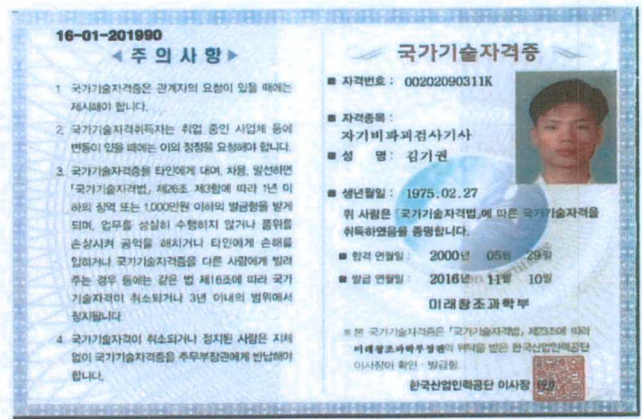 16-01-201990
◀ 주 의 사 항 ▶
1. 국가기술자격증은 관계자의 요청이 있을 때에는
제시해야 합니다.
2. 국가기술자격취득자는 취업 중인 사업체 등에
변동이 있을 때에는 이의 정정을 요청해야 합니다.
3. 국가기술자격증을 타인에게 대여, 차용, 알선하면
「국가기술자격법」 제26조 제3항에 따라 1년 이
하의 징역 또는 1,000만원 이하의 벌금형을 받게
되며, 업무를 성실히 수행하지 않거나 품위를
손상시켜 공익을 해치거나 타인에게 손해를
입히거나 국가기술자격증을 다른 사람에게 빌려
주는 경우 등에는 같은 법 제16조에 따라 국가
기술자격이 취소되거나 3년 이내의 범위에서
정지됩니다.
4. 국가기술자격이 취소되거나 정지된 사람은 지체
없이 국가기술자격증을 주무부장관에게 반납해야
합니다.
국가기술자격증
■ 자격번호 : 00202090311K
■ 자격종목 :
자기비파괴검사기사
■ 성 명 : 김기권
■ 생년월일 : 1975.02.27
위 사람은 「국가기술자격법」에 따른 국가기술자격을
취득하였음을 증명합니다.
■ 합격 연월일 : 2000년 05월 29일
■ 발급 연월일 : 2016년 11월 10일
미래창조과학부
※ 본 국가기술자격증은 「국가기술자격법」 제23조에 따라
미래창조과학부장관의 위탁을 받은 한국산업인력공단
이사장이 확인·발급함.
한국산업인력공단 이사장 (인)